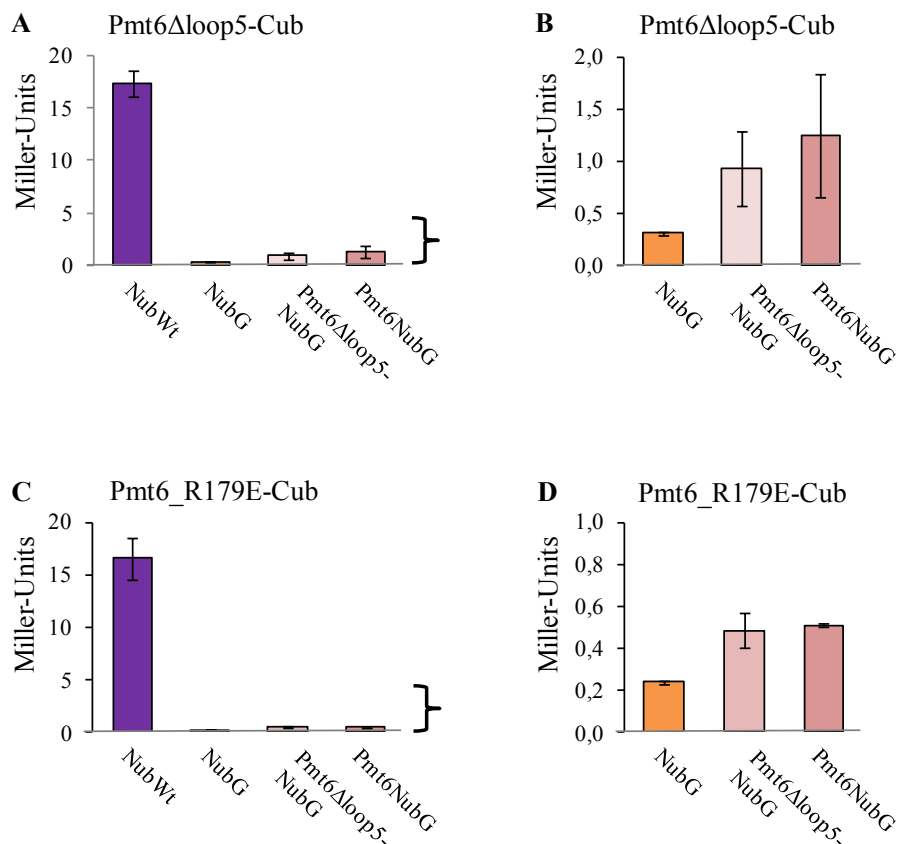 A Pmt6Δloop5-Cub
Miller-Units
20
15
10
5
0
NubWt
NubG
Pmt6Δloop5-
NubG
Pmt6NubG
B Pmt6Δloop5-Cub
Miller-Units
2,0
1,5
1,0
0,5
0,0
NubG
Pmt6Δloop5-
NubG
Pmt6NubG
C Pmt6_R179E-Cub
Miller-Units
20
15
10
5
0
NubWt
NubG
Pmt6Δloop5-
NubG
Pmt6NubG
D Pmt6_R179E-Cub
Miller-Units
1,0
0,8
0,6
0,4
0,2
0,0
NubG
Pmt6Δloop5-
NubG
Pmt6NubG